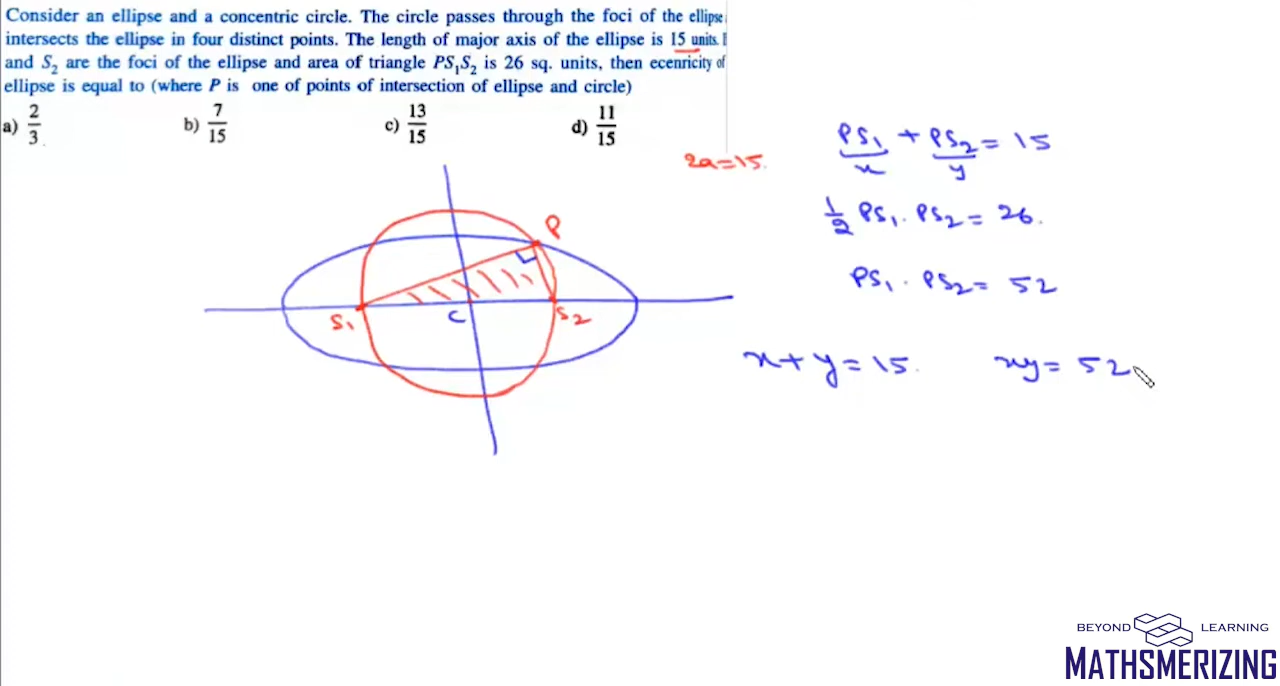 Consider an ellipse and a concentric circle. The circle passes through the foci of the ellipse
intersects the ellipse in four distinct points. The length of major axis of the ellipse is 15 units.
and S₂ are the foci of the ellipse and area of triangle PS₁S₂ is 26 sq. units, then ecenricity of
ellipse is equal to (where P is one of points of intersection of ellipse and circle)
a) 2/3. b) 7/15 c) 13/15 d) 11/15
2a=15.
PS₁ + PS₂ = 15
x y
1/2 PS₁. PS₂ = 26.
PS₁ . PS₂ = 52
P
S₁ C S₂
x + y = 15. xy = 52
BEYOND LEARNING
MATHSMERIZING